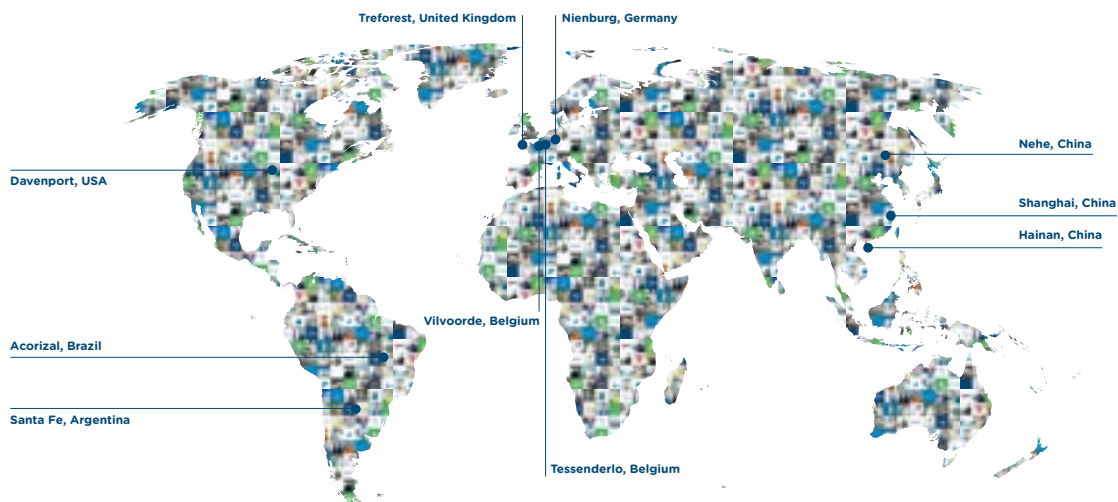 Treforest, United Kingdom
Nienburg, Germany
Nehe, China
Davenport, USA
Shanghai, China
Hainan, China
Vilvoorde, Belgium
Acorizal, Brazil
Santa Fe, Argentina
Tessenderlo, Belgium